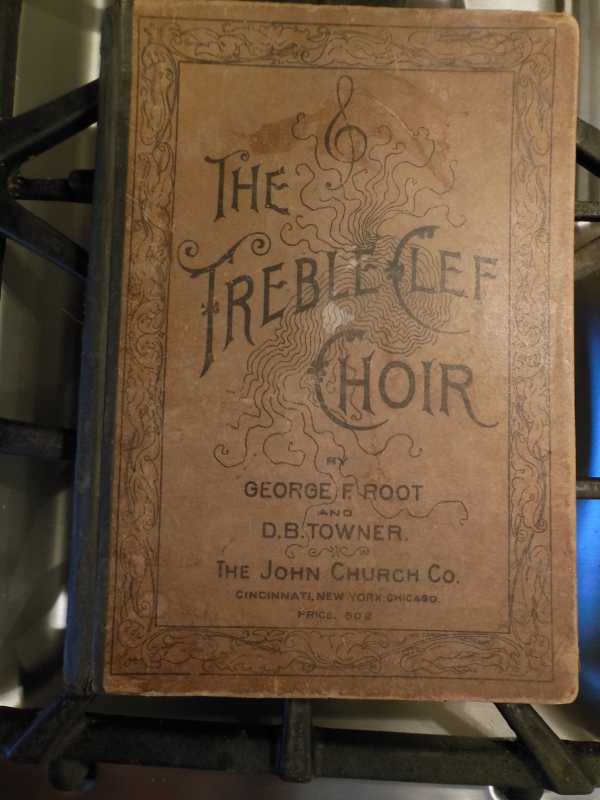 THE
TREBLE CLEF
CHOIR
BY
GEORGE F. ROOT
AND
D.B. TOWNER.
THE JOHN CHURCH CO.
CINCINNATI, NEW YORK, CHICAGO.
PRICE, 50¢